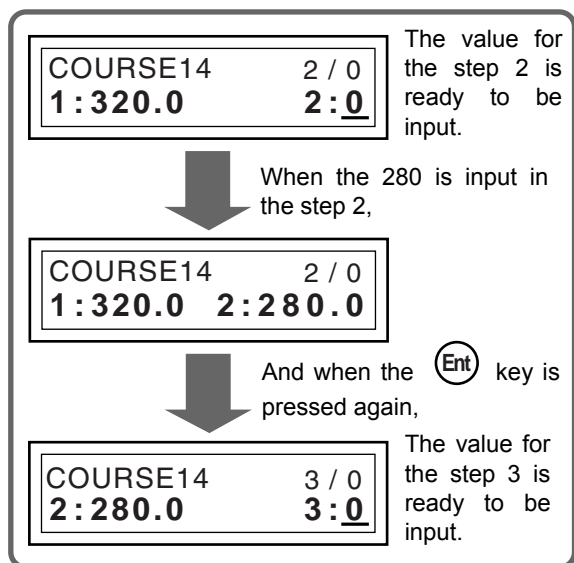 COURSE14 2 / 0
1:320.0 2:0
The value for
the step 2 is
ready to be
input.
When the 280 is input in
the step 2,
COURSE14 2 / 0
1:320.0 2:280.0
And when the Ent key is
pressed again,
COURSE14 3 / 0
2:280.0 3:0
The value for
the step 3 is
ready to be
input.